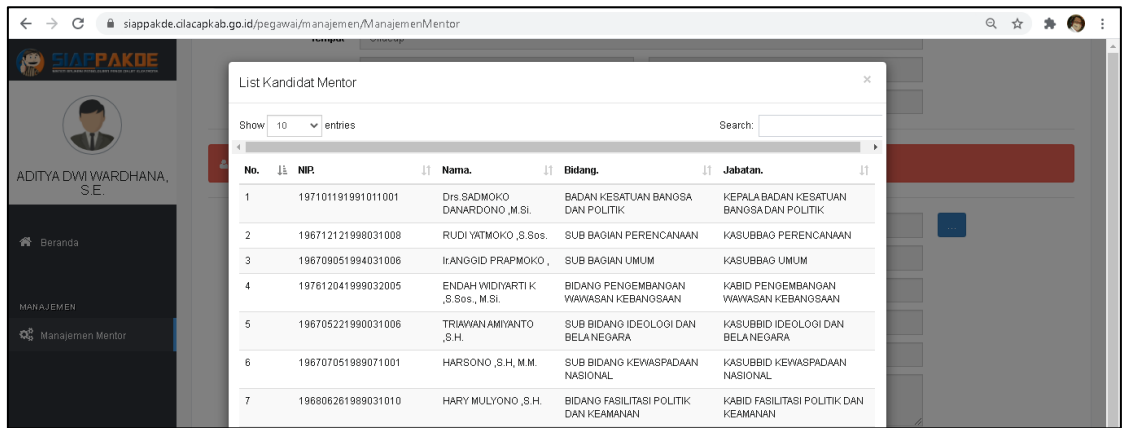 siappakde.cilacapkab.go.id/pegawai/manajemen/ManajemenMentor
SIAPPAKDE
ADITYA DWI WARDHANA,
S.E.
Beranda
MANAJEMEN
Manajemen Mentor
List Kandidat Mentor ×
Show 10 entries Search:
No. NIP. Nama. Bidang. Jabatan.
1 197101191991011001 Drs.SADMOKO BADAN KESATUAN BANGSA KEPALA BADAN KESATUAN
DANARDONO ,M.Si. DAN POLITIK BANGSA DAN POLITIK
2 196712121998031008 RUDI YATMOKO ,S.Sos. SUB BAGIAN PERENCANAAN KASUBBAG PERENCANAAN
3 196709051994031006 Ir.ANGGID PRAPMOKO , SUB BAGIAN UMUM KASUBBAG UMUM
4 197612041999032005 ENDAH WIDIYARTI K BIDANG PENGEMBANGAN KABID PENGEMBANGAN
,S.Sos., M.Si. WAWASAN KEBANGSAAN WAWASAN KEBANGSAAN
5 196705221990031006 TRIAWAN AMIYANTO SUB BIDANG IDEOLOGI DAN KASUBBID IDEOLOGI DAN
,S.H. BELA NEGARA BELA NEGARA
6 196707051989071001 HARSONO ,S.H, M.M. SUB BIDANG KEWASPADAAN KASUBBID KEWASPADAAN
NASIONAL NASIONAL
7 196806261989031010 HARY MULYONO ,S.H. BIDANG FASILITASI POLITIK KABID FASILITASI POLITIK DAN
DAN KEAMANAN KEAMANAN
...